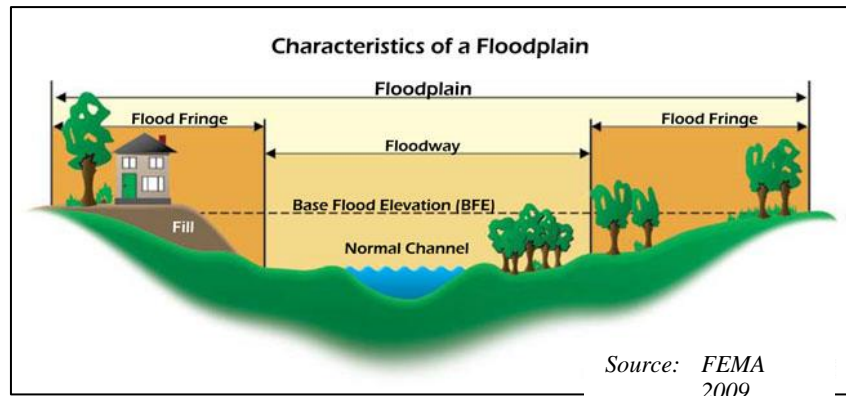 Characteristics of a Floodplain
Floodplain
Flood Fringe
Flood Fringe
Floodway
Base Flood Elevation (BFE)
Fill
Normal Channel
Source: FEMA
2009